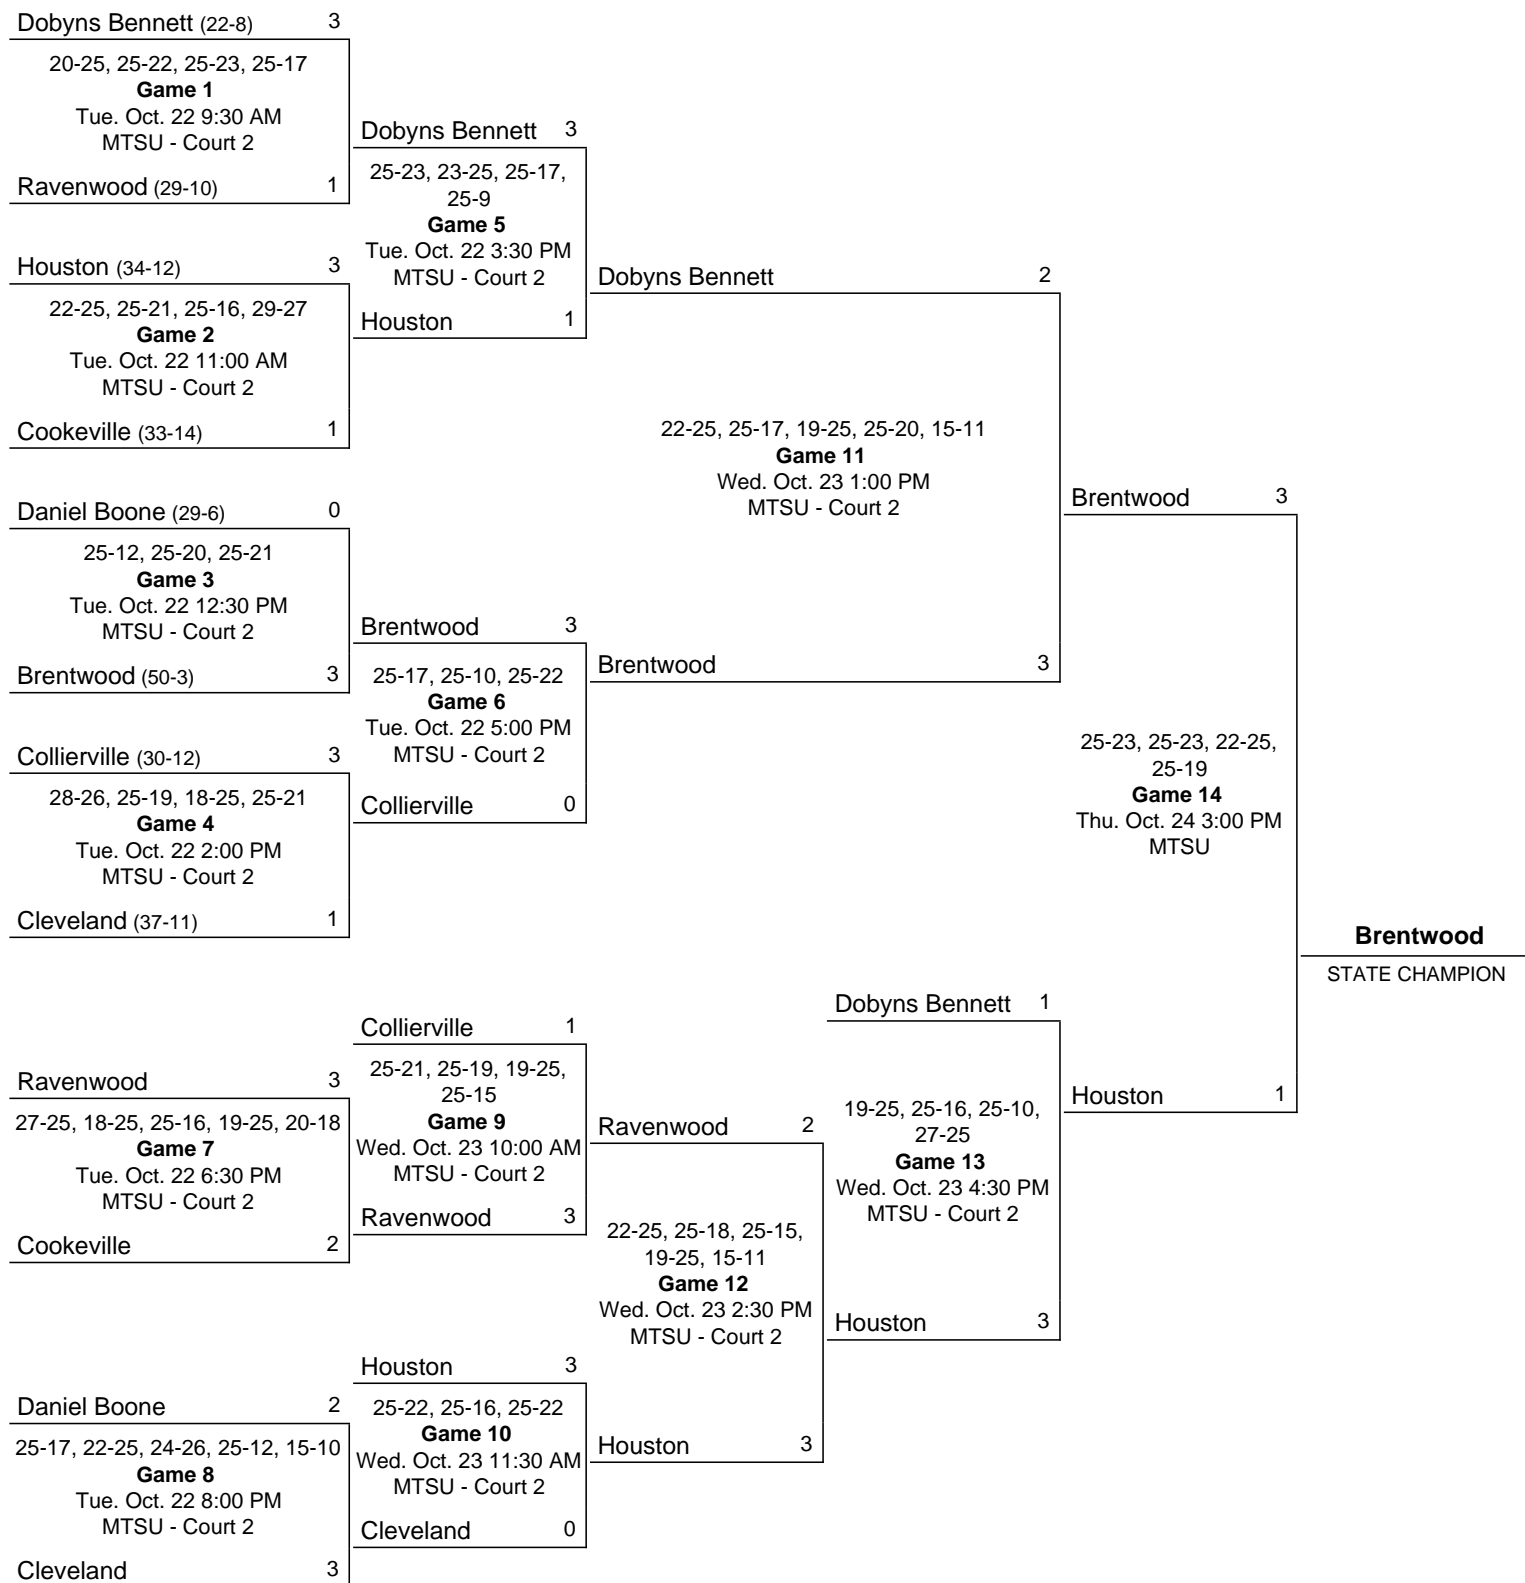 Dobyns Bennett (22-8) 3
20-25, 25-22, 25-23, 25-17
Game 1
Tue. Oct. 22 9:30 AM
MTSU - Court 2
Ravenwood (29-10) 1
Houston (34-12) 3
22-25, 25-21, 25-16, 29-27
Game 2
Tue. Oct. 22 11:00 AM
MTSU - Court 2
Cookeville (33-14) 1
Daniel Boone (29-6) 0
25-12, 25-20, 25-21
Game 3
Tue. Oct. 22 12:30 PM
MTSU - Court 2
Brentwood (50-3) 3
Collierville (30-12) 3
28-26, 25-19, 18-25, 25-21
Game 4
Tue. Oct. 22 2:00 PM
MTSU - Court 2
Cleveland (37-11) 1
Dobyns Bennett 3
25-23, 23-25, 25-17,
25-9
Game 5
Tue. Oct. 22 3:30 PM
MTSU - Court 2
Houston 1
Brentwood 3
25-17, 25-10, 25-22
Game 6
Tue. Oct. 22 5:00 PM
MTSU - Court 2
Collierville 0
Dobyns Bennett 2
22-25, 25-17, 19-25, 25-20, 15-11
Game 11
Wed. Oct. 23 1:00 PM
MTSU - Court 2
Brentwood 3
Brentwood 3
25-23, 25-23, 22-25,
25-19
Game 14
Thu. Oct. 24 3:00 PM
MTSU
Houston 1
Brentwood
STATE CHAMPION
Ravenwood 3
27-25, 18-25, 25-16, 19-25, 20-18
Game 7
Tue. Oct. 22 6:30 PM
MTSU - Court 2
Cookeville 2
Daniel Boone 2
25-17, 22-25, 24-26, 25-12, 15-10
Game 8
Tue. Oct. 22 8:00 PM
MTSU - Court 2
Cleveland 3
Collierville 1
25-21, 25-19, 19-25,
25-15
Game 9
Wed. Oct. 23 10:00 AM
MTSU - Court 2
Ravenwood 3
Houston 3
25-22, 25-16, 25-22
Game 10
Wed. Oct. 23 11:30 AM
MTSU - Court 2
Cleveland 0
Ravenwood 2
22-25, 25-18, 25-15,
19-25, 15-11
Game 12
Wed. Oct. 23 2:30 PM
MTSU - Court 2
Houston 3
Dobyns Bennett 1
19-25, 25-16, 25-10,
27-25
Game 13
Wed. Oct. 23 4:30 PM
MTSU - Court 2
Houston 3